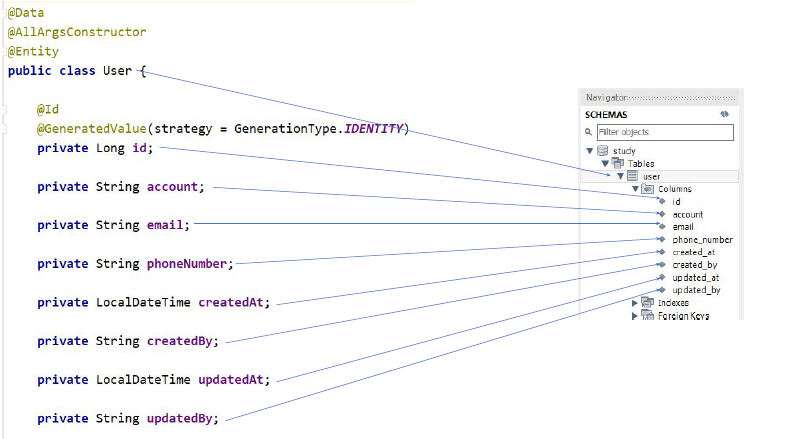 @Data
@AllArgsConstructor
@Entity
public class User {
@Id
@GeneratedValue(strategy = GenerationType.IDENTITY)
private Long id;
private String account;
private String email;
private String phoneNumber;
private LocalDateTime createdAt;
private String createdBy;
private LocalDateTime updatedAt;
private String updatedBy;
Navigator
SCHEMAS
Filter objects
study
Tables
user
Columns
id
account
email
phone_number
created_at
created_by
updated_at
updated_by
Indexes
Foreign Keys